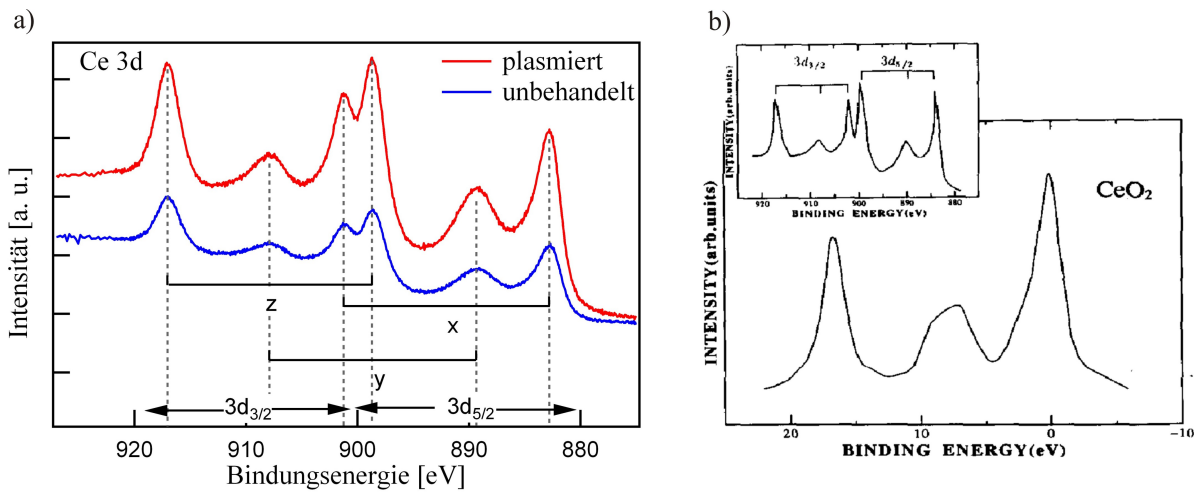 a)
Ce 3d
plasmiert
unbehandelt
Intensität [a. u.]
z
x
y
3d3/2
3d5/2
920
910
900
890
880
Bindungsenergie [eV]
b)
INTENSITY(arb.units)
3d3/2
3d5/2
920
910
900
890
880
BINDING ENERGY(eV)
CeO2
INTENSITY(arb.units)
20
10
0
-10
BINDING ENERGY(eV)